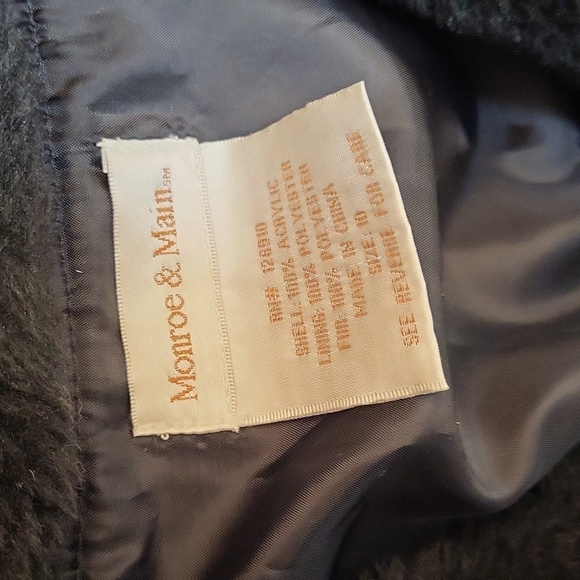 Monroe & Main SM
RN# 126910
SHELL: 100% ACRYLIC
LINING: 100% POLYESTER
FUR: 100% POLYESTER
MADE IN CHINA
SIZE: 10
SEE REVERSE FOR CARE